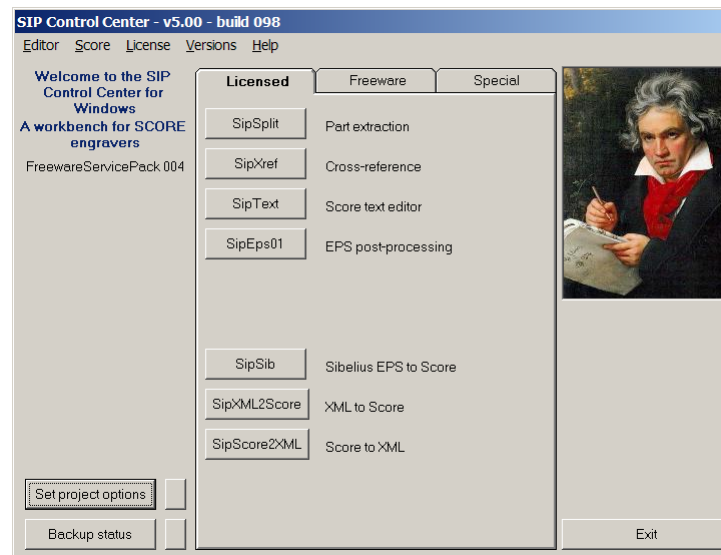 SIP Control Center - v5.00 - build 098
Editor Score License Versions Help
Welcome to the SIP
Control Center for
Windows
A workbench for SCORE
engravers
FreewareServicePack 004
Licensed Freeware Special
SipSplit Part extraction
SipXref Cross-reference
SipText Score text editor
SipEps01 EPS post-processing
SipSib Sibelius EPS to Score
SipXML2Score XML to Score
SipScore2XML Score to XML
Set project options
Backup status
Exit